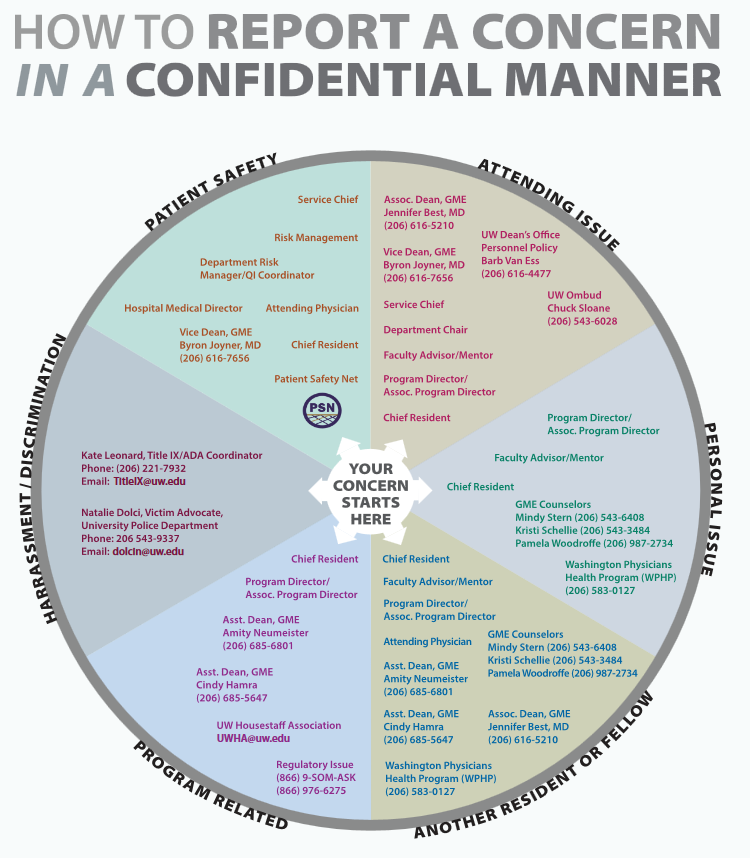 HOW TO REPORT A CONCERN
IN A CONFIDENTIAL MANNER
PATIENT SAFETY
Service Chief
Risk Management
Department Risk
Manager/QI Coordinator
Hospital Medical Director
Attending Physician
Vice Dean, GME
Byron Joyner, MD
(206) 616-7656
Chief Resident
Patient Safety Net
PSN
ATTENDING ISSUE
Assoc. Dean, GME
Jennifer Best, MD
(206) 616-5210
UW Dean's Office
Personnel Policy
Barb Van Ess
(206) 616-4477
Vice Dean, GME
Byron Joyner, MD
(206) 616-7656
UW Ombud
Chuck Sloane
(206) 543-6028
Service Chief
Department Chair
Faculty Advisor/Mentor
Program Director/
Assoc. Program Director
Chief Resident
PERSONAL ISSUE
Program Director/
Assoc. Program Director
Faculty Advisor/Mentor
Chief Resident
GME Counselors
Mindy Stern (206) 543-6408
Kristi Schellie (206) 543-3484
Pamela Woodroffe (206) 987-2734
Washington Physicians
Health Program (WPHP)
(206) 583-0127
HARRASSMENT / DISCRIMINATION
Kate Leonard, Title IX/ADA Coordinator
Phone: (206) 221-7932
Email: TitleIX@uw.edu
Natalie Dolci, Victim Advocate,
University Police Department
Phone: 206 543-9337
Email: dolcin@uw.edu
YOUR
CONCERN
STARTS
HERE
PROGRAM RELATED
Chief Resident
Program Director/
Assoc. Program Director
Asst. Dean, GME
Amity Neumeister
(206) 685-6801
Asst. Dean, GME
Cindy Hamra
(206) 685-5647
UW Housestaff Association
UWHA@uw.edu
Regulatory Issue
(866) 9-SOM-ASK
(866) 976-6275
ANOTHER RESIDENT OR FELLOW
Chief Resident
Faculty Advisor/Mentor
Program Director/
Assoc. Program Director
Attending Physician
GME Counselors
Mindy Stern (206) 543-6408
Kristi Schellie (206) 543-3484
Pamela Woodroffe (206) 987-2734
Asst. Dean, GME
Amity Neumeister
(206) 685-6801
Asst. Dean, GME
Cindy Hamra
(206) 685-5647
Assoc. Dean, GME
Jennifer Best, MD
(206) 616-5210
Washington Physicians
Health Program (WPHP)
(206) 583-0127